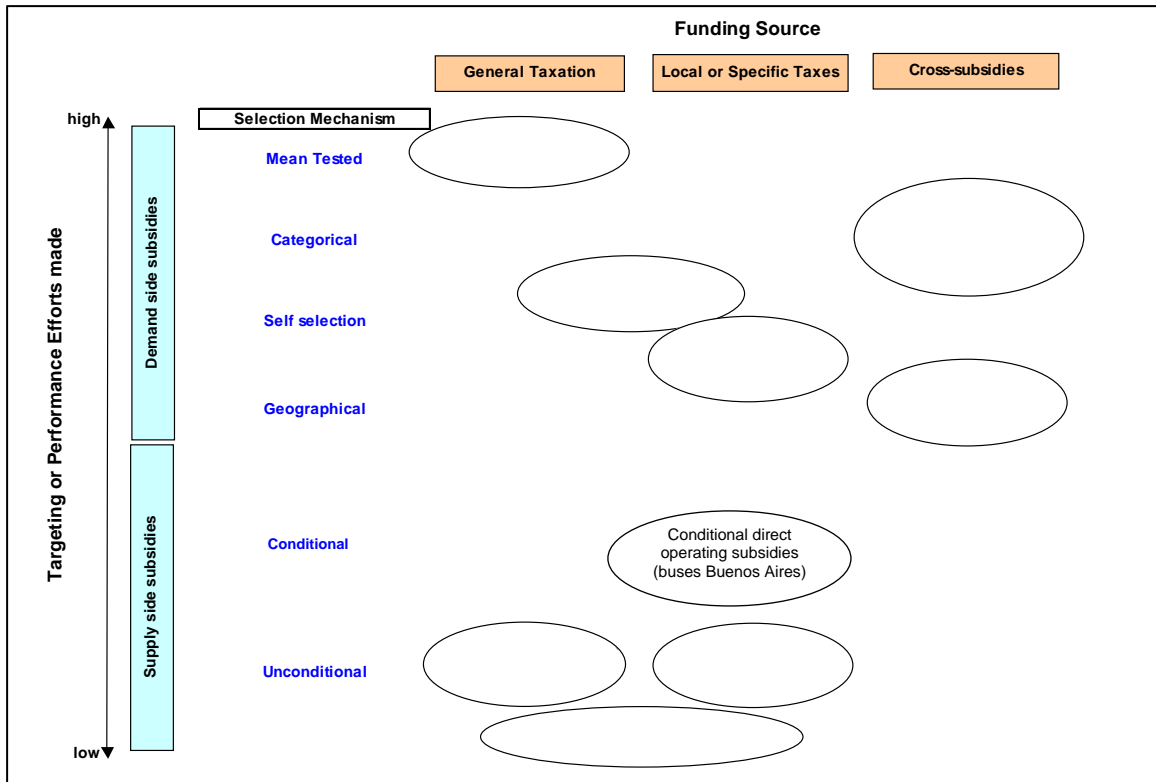 Funding Source
General Taxation
Local or Specific Taxes
Cross-subsidies
high
Selection Mechanism
Mean Tested
Categorical
Self selection
Geographical
Conditional
Unconditional
low
Targeting or Performance Efforts made
Demand side subsidies
Supply side subsidies
Conditional direct
operating subsidies
(buses Buenos Aires)